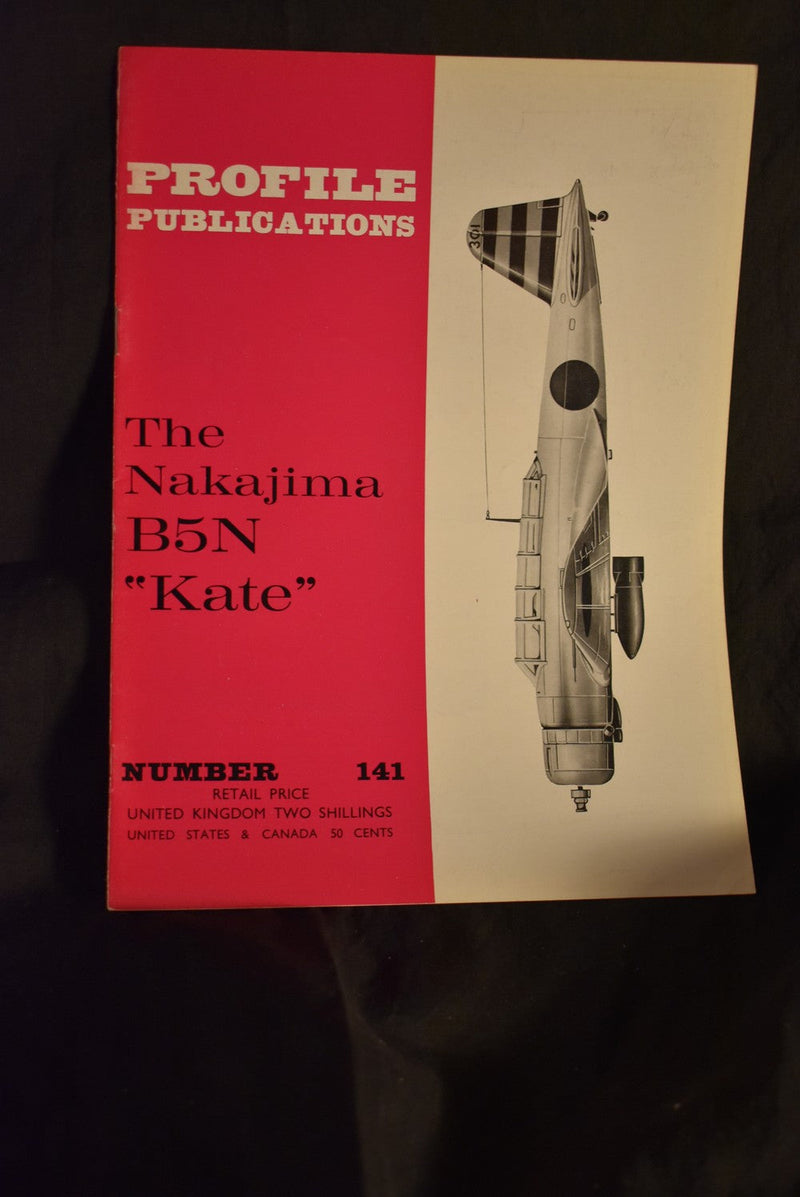 PROFILE
PUBLICATIONS
The
Nakajima
B5N
“Kate”
NUMBER 141
RETAIL PRICE
UNITED KINGDOM TWO SHILLINGS
UNITED STATES & CANADA 50 CENTS
301